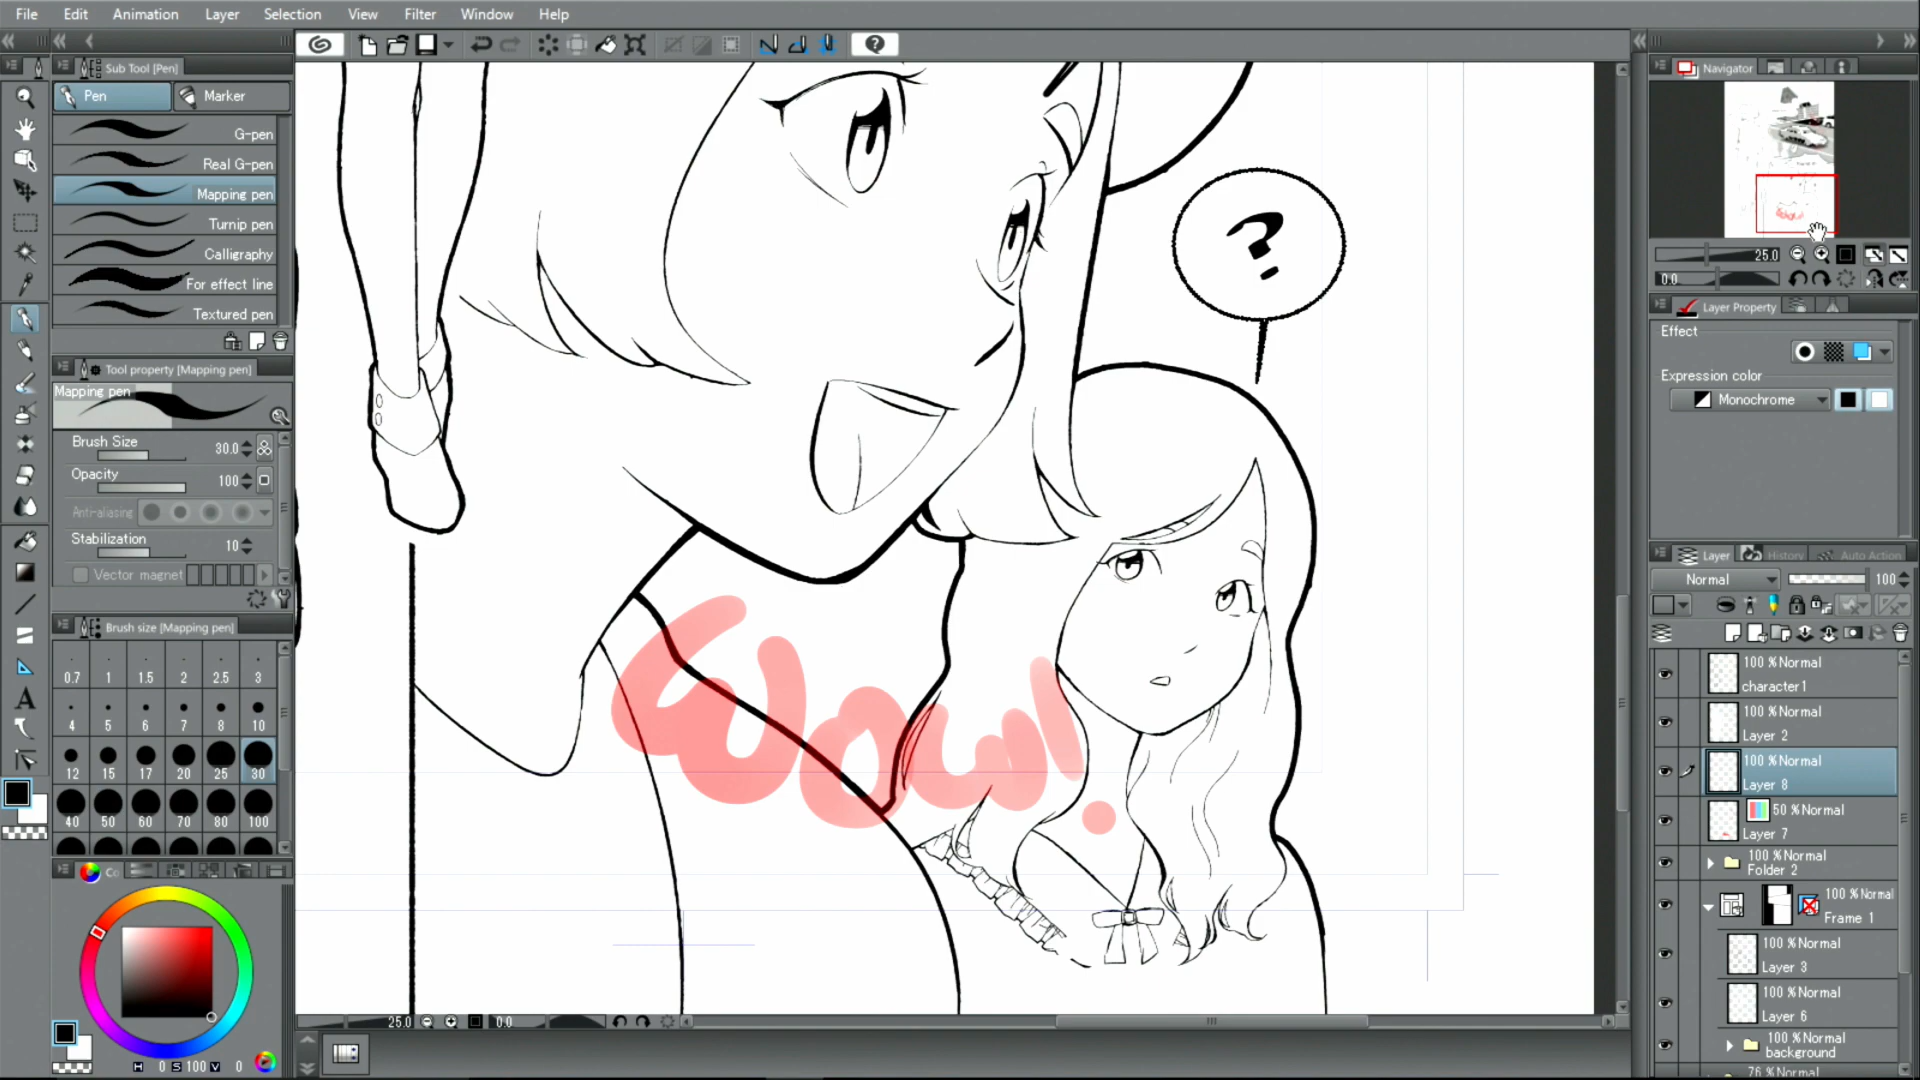 File Edit Animation Layer Selection View Filter Window Help
Sub Tool [Pen]
Pen Marker
G-pen
Real G-pen
Mapping pen
Turnip pen
Calligraphy
For effect line
Textured pen
Tool property [Mapping pen]
Mapping pen
Brush Size 30.0
Opacity 100
Anti-aliasing
Stabilization 10
Vector magnet
Brush size [Mapping pen]
0.7 1 1.5 2 2.5 3
4 5 6 7 8 10
12 15 17 20 25 30
40 50 60 70 80 100
Co
H 0 S 100 V 0
?
Wow!
25.0 0.0
Navigator
25.0
0.0
Layer Property
Effect
Expression color
Monochrome
Layer History Auto Action
Normal 100
100 % Normal
character1
100 % Normal
Layer 2
100 % Normal
Layer 8
50 % Normal
Layer 7
100 % Normal
Folder 2
100 % Normal
Frame 1
100 % Normal
Layer 3
100 % Normal
Layer 6
100 % Normal
background
76 % Normal